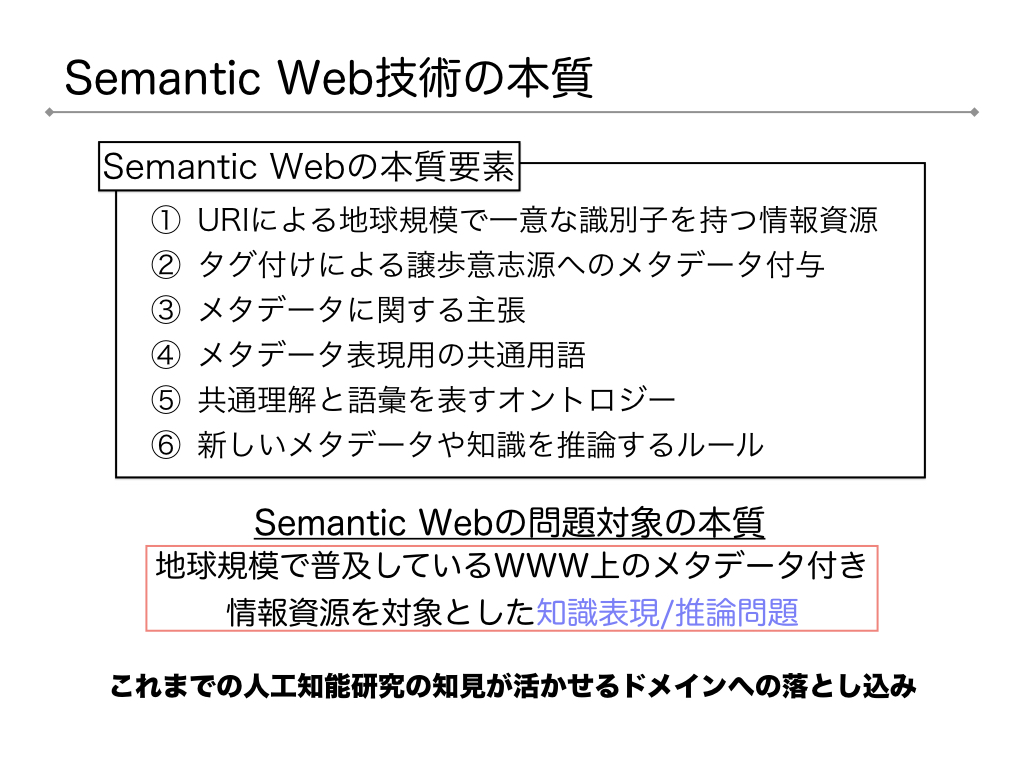 Semantic Web技術の本質
Semantic Webの本質要素
① URIによる地球規模で一意な識別子を持つ情報資源
② タグ付けによる譲歩意志源へのメタデータ付与
③ メタデータに関する主張
④ メタデータ表現用の共通用語
⑤ 共通理解と語彙を表すオントロジー
⑥ 新しいメタデータや知識を推論するルール
Semantic Webの問題対象の本質
地球規模で普及しているWWW上のメタデータ付き
情報資源を対象とした知識表現/推論問題
これまでの人工知能研究の知見が活かせるドメインへの落とし込み